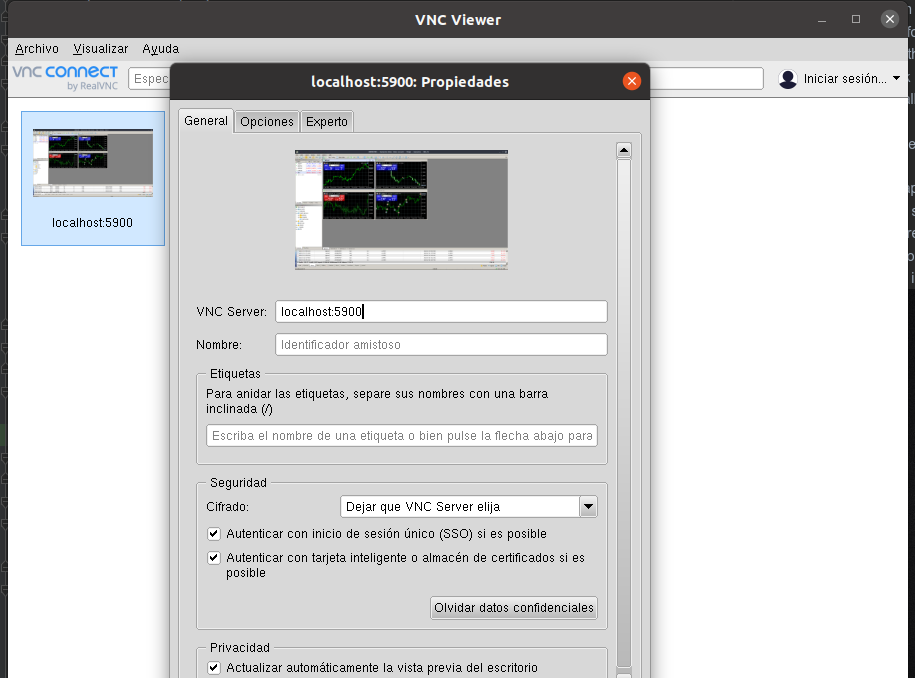 VNC Viewer
Archivo Visualizar Ayuda
VNC CONNECT
by RealVNC
Espec
Iniciar sesión...
localhost:5900: Propiedades
General Opciones Experto
localhost:5900
VNC Server: localhost:5900
Nombre: Identificador amistoso
Etiquetas
Para anidar las etiquetas, separe sus nombres con una barra
inclinada (/)
Escriba el nombre de una etiqueta o bien pulse la flecha abajo para
Seguridad
Cifrado: Dejar que VNC Server elija
Autenticar con inicio de sesión único (SSO) si es posible
Autenticar con tarjeta inteligente o almacén de certificados si es
posible
Olvidar datos confidenciales
Privacidad
Actualizar automáticamente la vista previa del escritorio